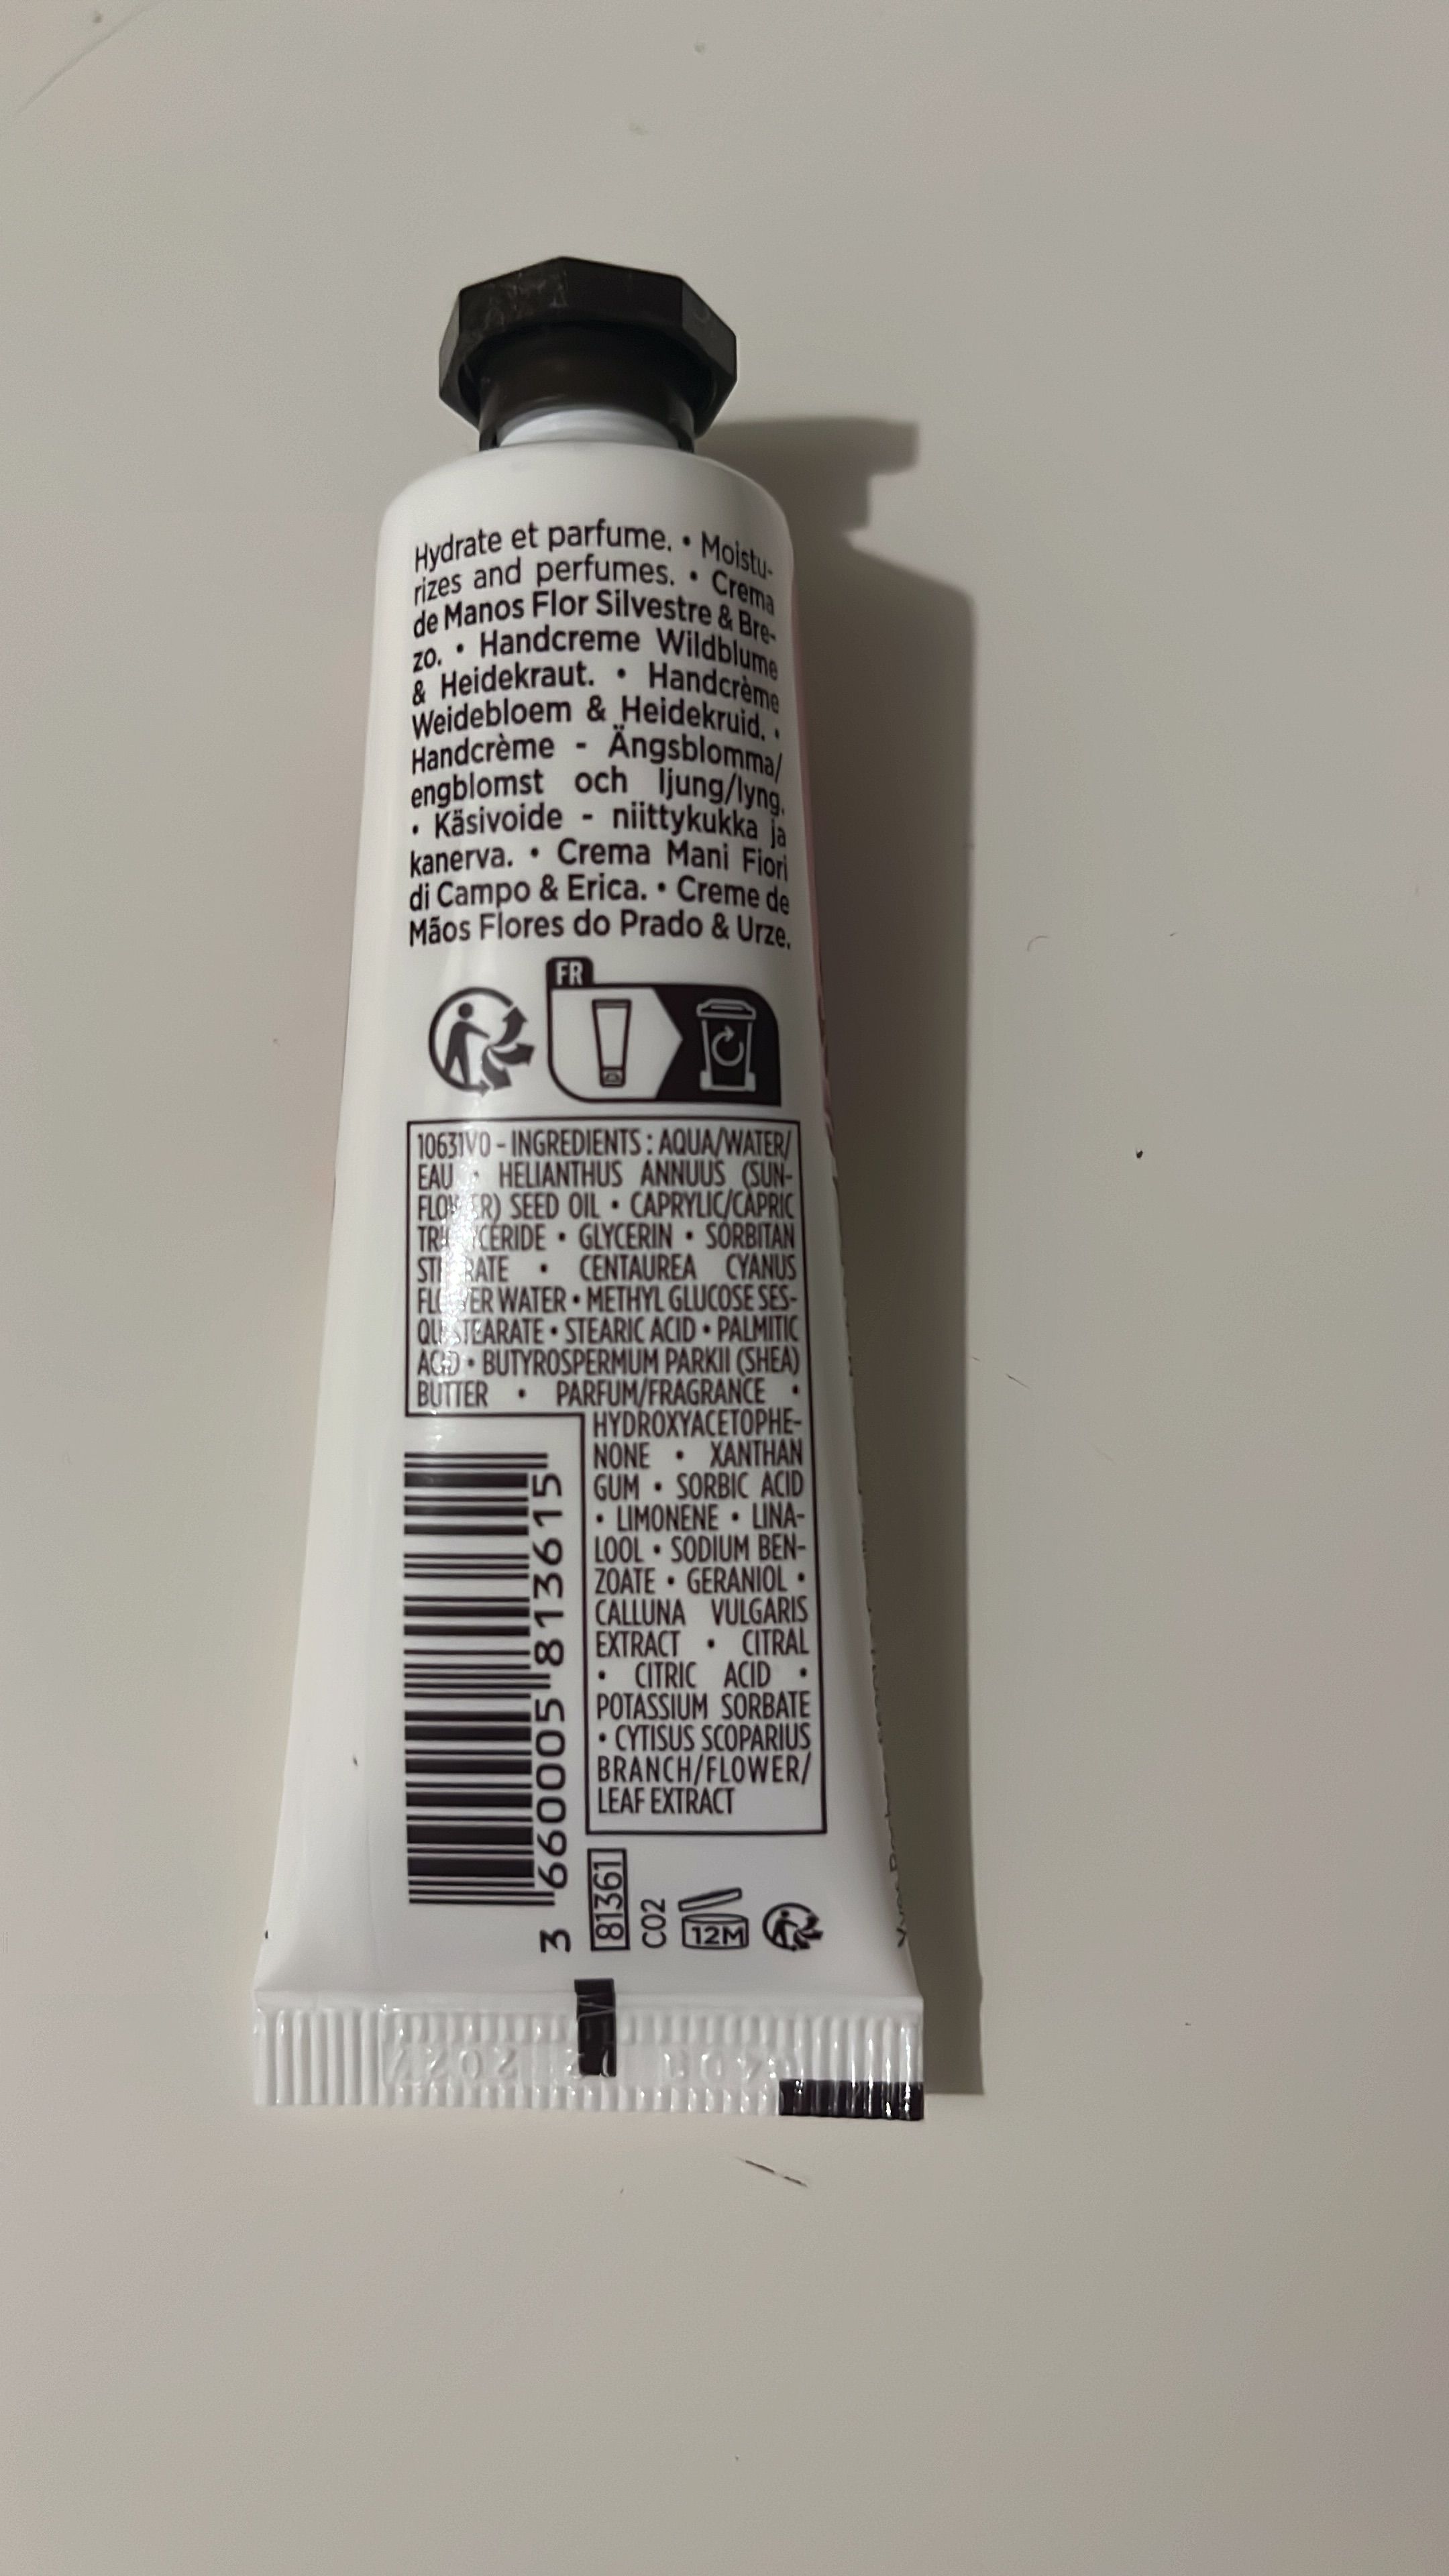 Hydrate et parfume. • Moistu-
rizes and perfumes. • Crema
de Manos Flor Silvestre & Bre-
zo. • Handcreme Wildblume
& Heidekraut. • Handcrème
Weidebloem & Heidekruid. •
Handcrème - Ängsblomma/
engblomst och ljung/lyng.
• Käsivoide - niittykukka ja
kanerva. • Crema Mani Fiori
di Campo & Erica. • Creme de
Mãos Flores do Prado & Urze.
FR
10631V0 - INGREDIENTS : AQUA/WATER/
EAU • HELIANTHUS ANNUUS (SUN-
FLOWER) SEED OIL • CAPRYLIC/CAPRIC
TRIGLYCERIDE • GLYCERIN • SORBITAN
STEARATE • CENTAUREA CYANUS
FLOWER WATER • METHYL GLUCOSE SES-
QUISTEARATE • STEARIC ACID • PALMITIC
ACID • BUTYROSPERMUM PARKII (SHEA)
BUTTER • PARFUM/FRAGRANCE •
HYDROXYACETOPHE-
NONE • XANTHAN
GUM • SORBIC ACID
• LIMONENE • LINA-
LOOL • SODIUM BEN-
ZOATE • GERANIOL •
CALLUNA VULGARIS
EXTRACT • CITRAL
• CITRIC ACID •
POTASSIUM SORBATE
• CYTISUS SCOPARIUS
BRANCH/FLOWER/
LEAF EXTRACT
3 660005 813615
81361
C02
12M